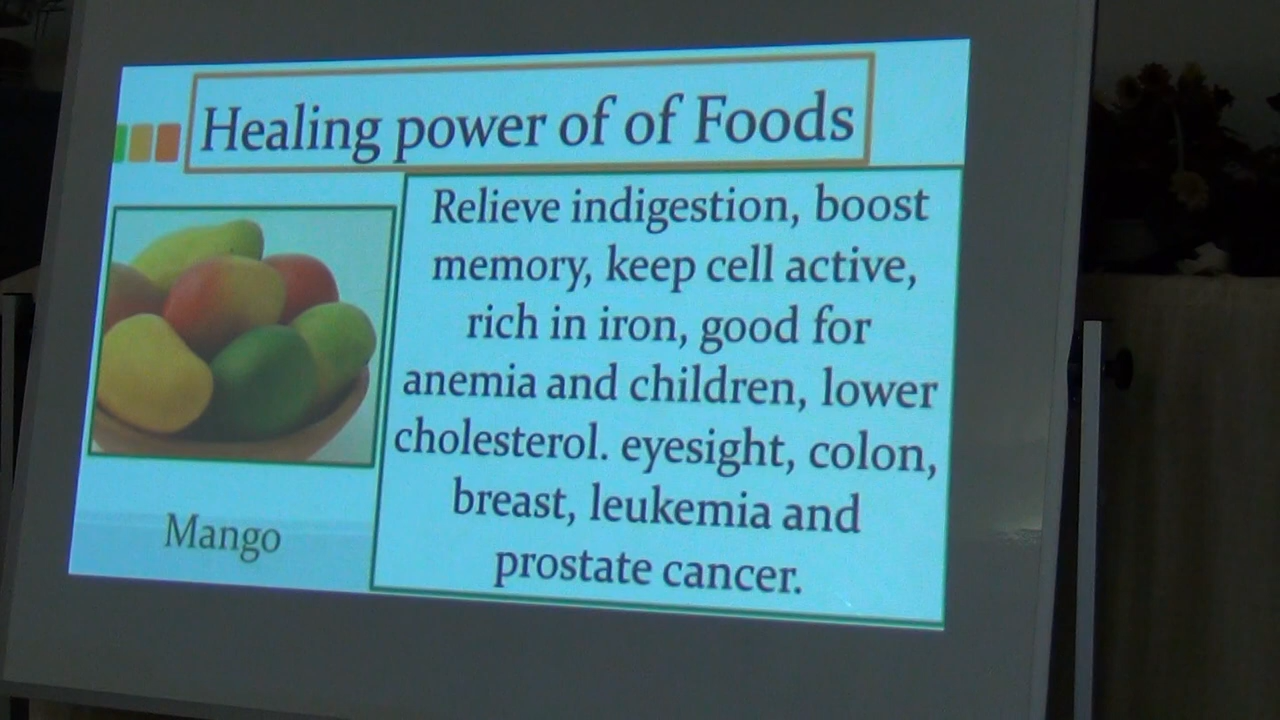 Healing power of of Foods
Relieve indigestion, boost
memory, keep cell active,
rich in iron, good for
anemia and children, lower
cholesterol. eyesight, colon,
breast, leukemia and
prostate cancer.
Mango